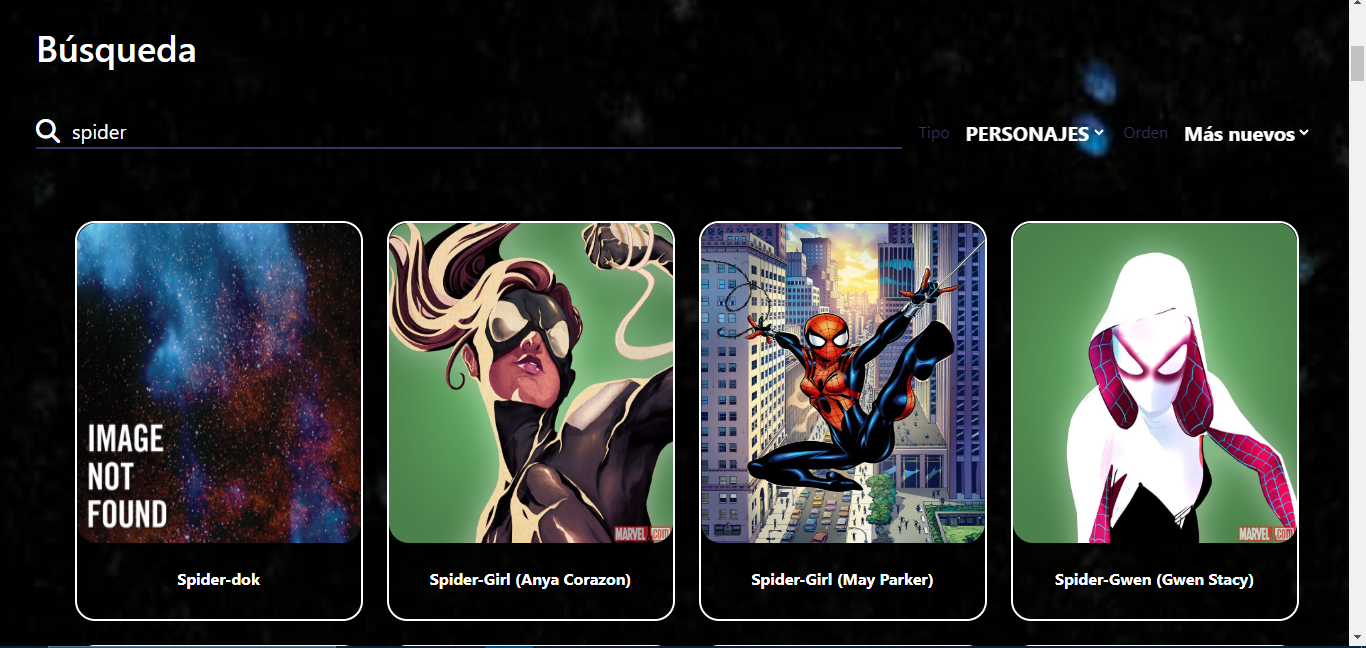 Búsqueda
spider
Tipo
PERSONAJES
Orden
Más nuevos
IMAGE
NOT
FOUND
MARVEL .COM
MARVEL .COM
Spider-dok
Spider-Girl (Anya Corazon)
Spider-Girl (May Parker)
Spider-Gwen (Gwen Stacy)